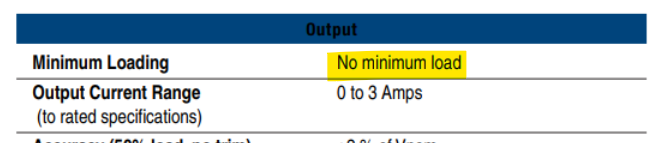 Output
Minimum Loading No minimum load
Output Current Range 0 to 3 Amps
(to rated specifications)